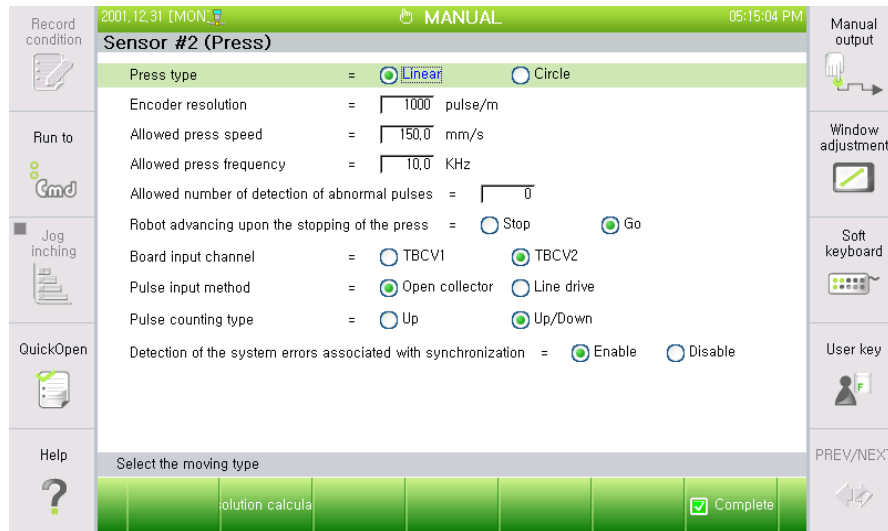 2001,12,31 [MON] MANUAL 05:15:04 PM
Sensor #2 (Press)
Press type = Linear Circle
Encoder resolution = 1000 pulse/m
Allowed press speed = 150,0 mm/s
Allowed press frequency = 10,0 KHz
Allowed number of detection of abnormal pulses = 0
Robot advancing upon the stopping of the press = Stop Go
Board input channel = TBCV1 TBCV2
Pulse input method = Open collector Line drive
Pulse counting type = Up Up/Down
Detection of the system errors associated with synchronization = Enable Disable
Select the moving type
olution calcula Complete
Record
condition
Run to
Cmd
Jog
inching
QuickOpen
Help
?
Manual
output
Window
adjustment
Soft
keyboard
User key
F
PREV/NEXT